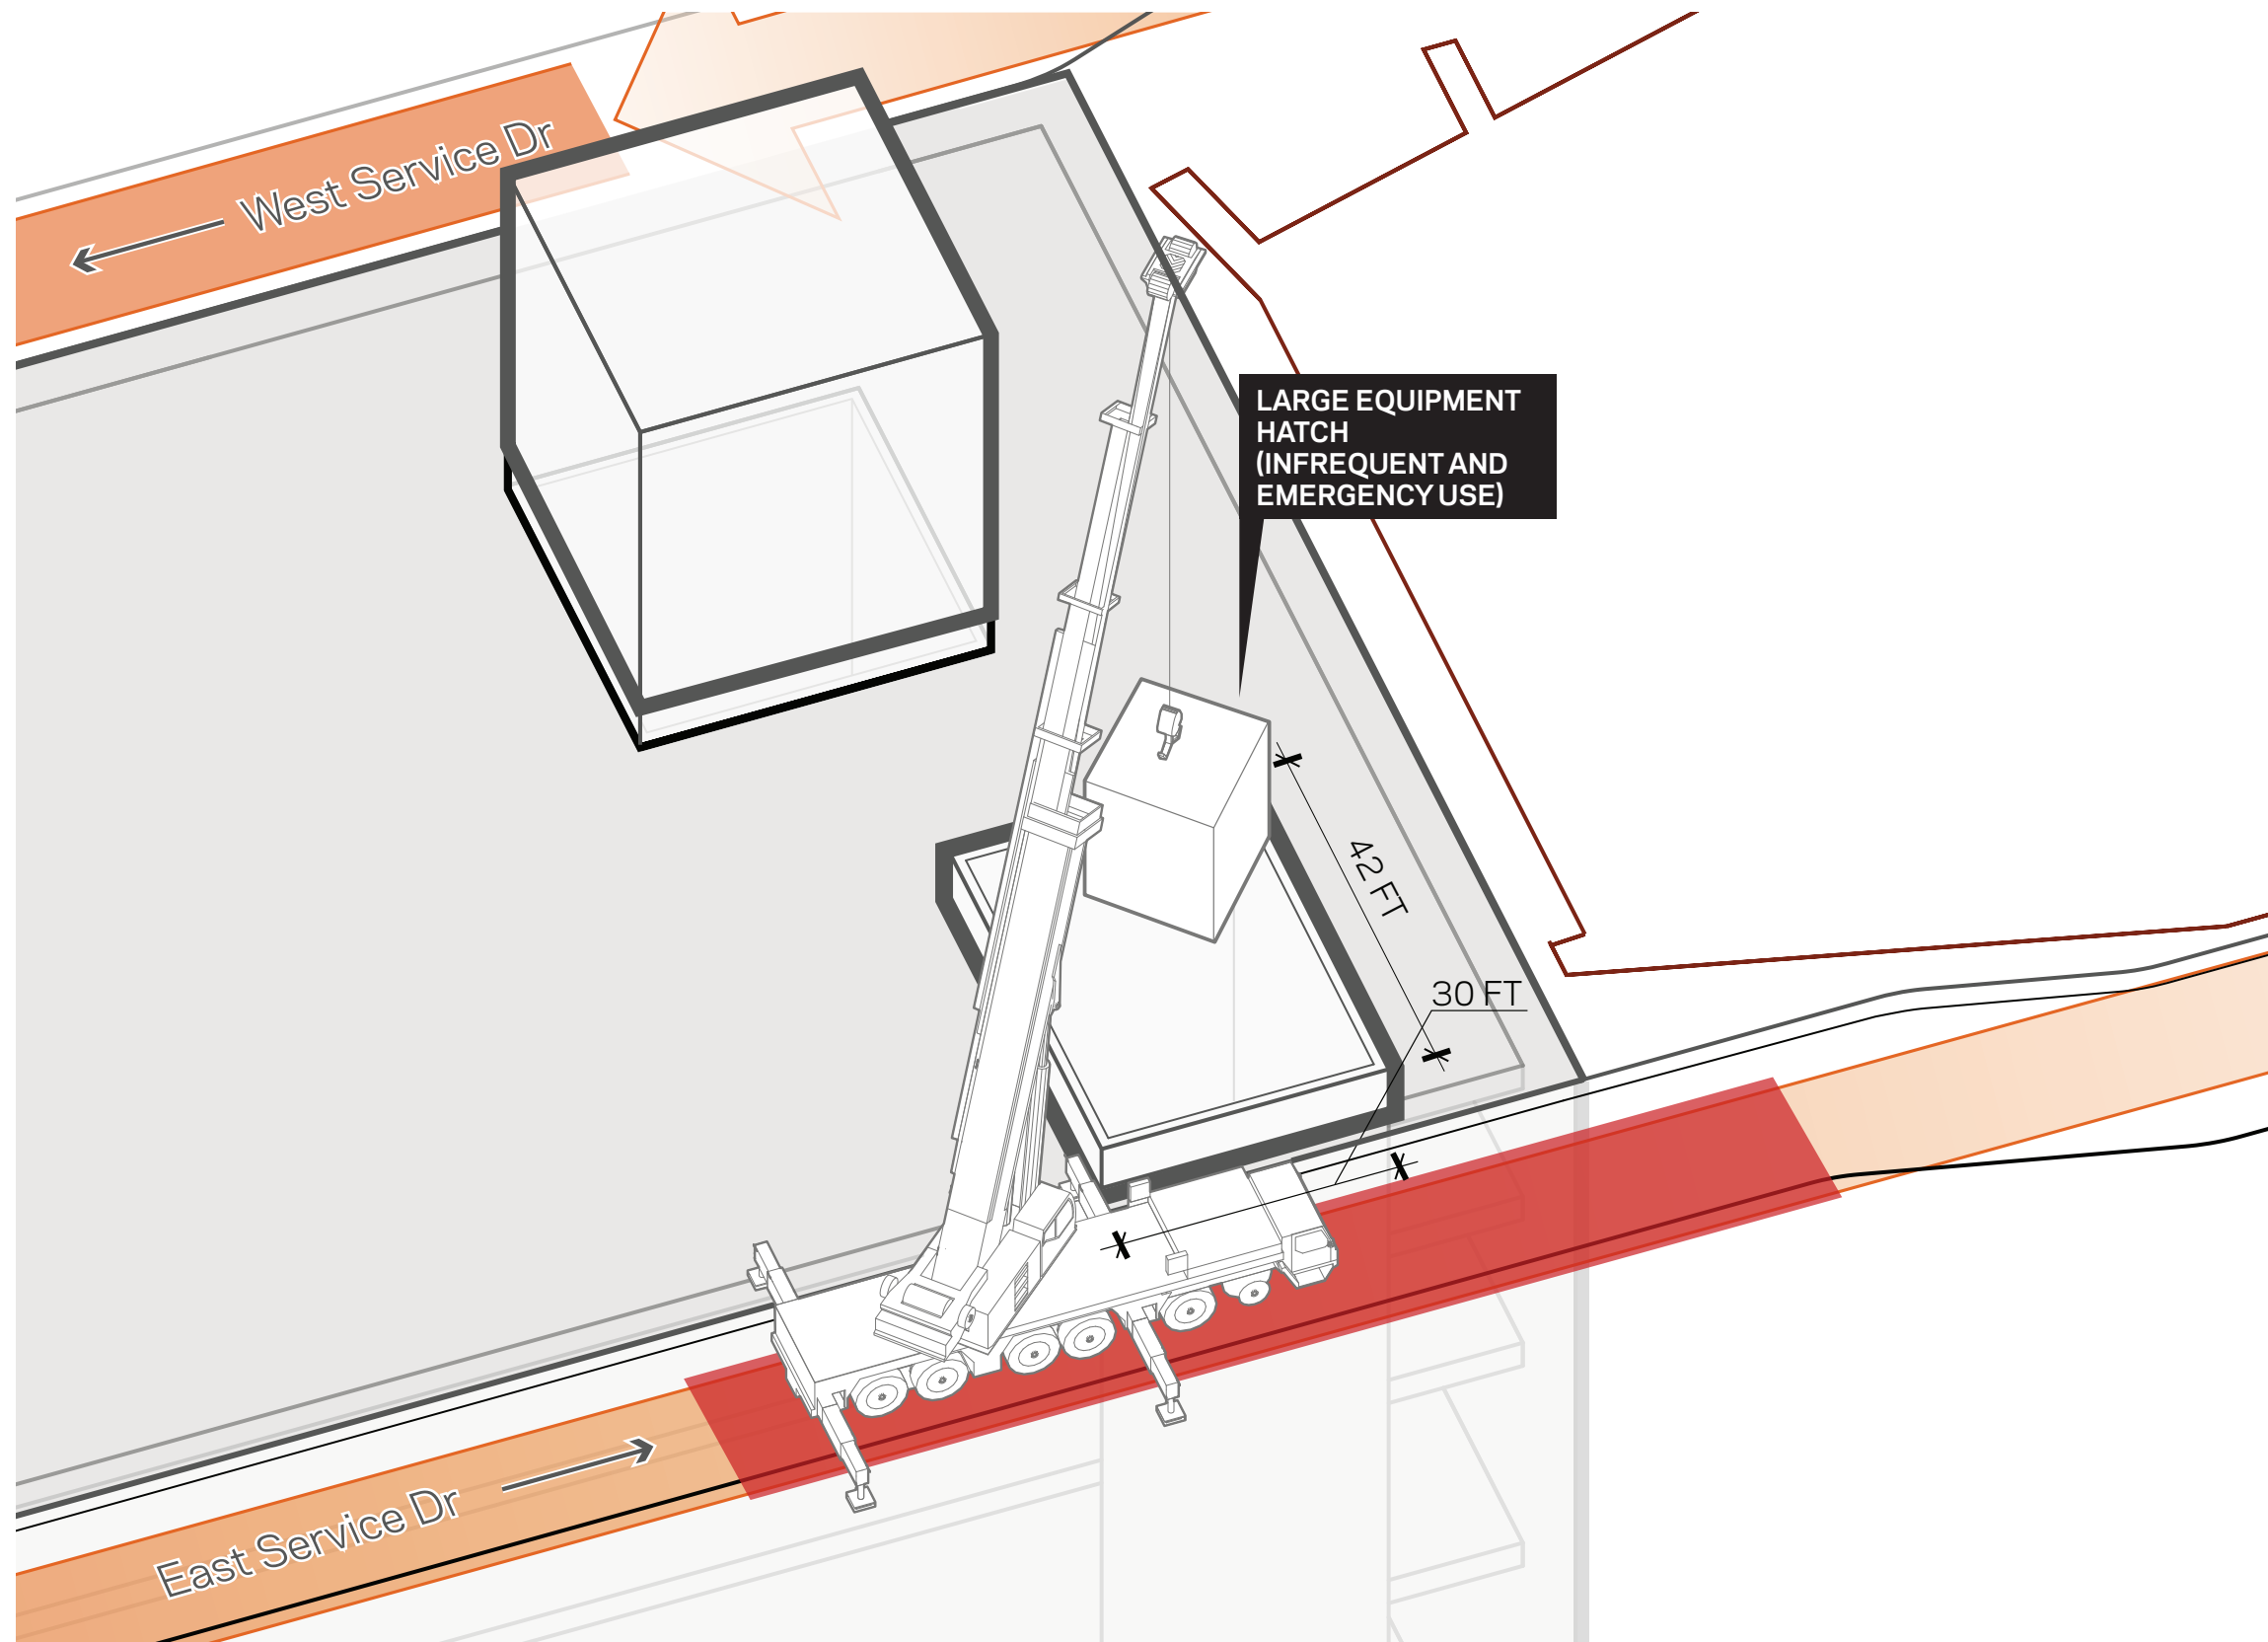 West Service Dr
LARGE EQUIPMENT
HATCH
(INFREQUENT AND
EMERGENCY USE)
42 FT
30 FT
East Service Dr